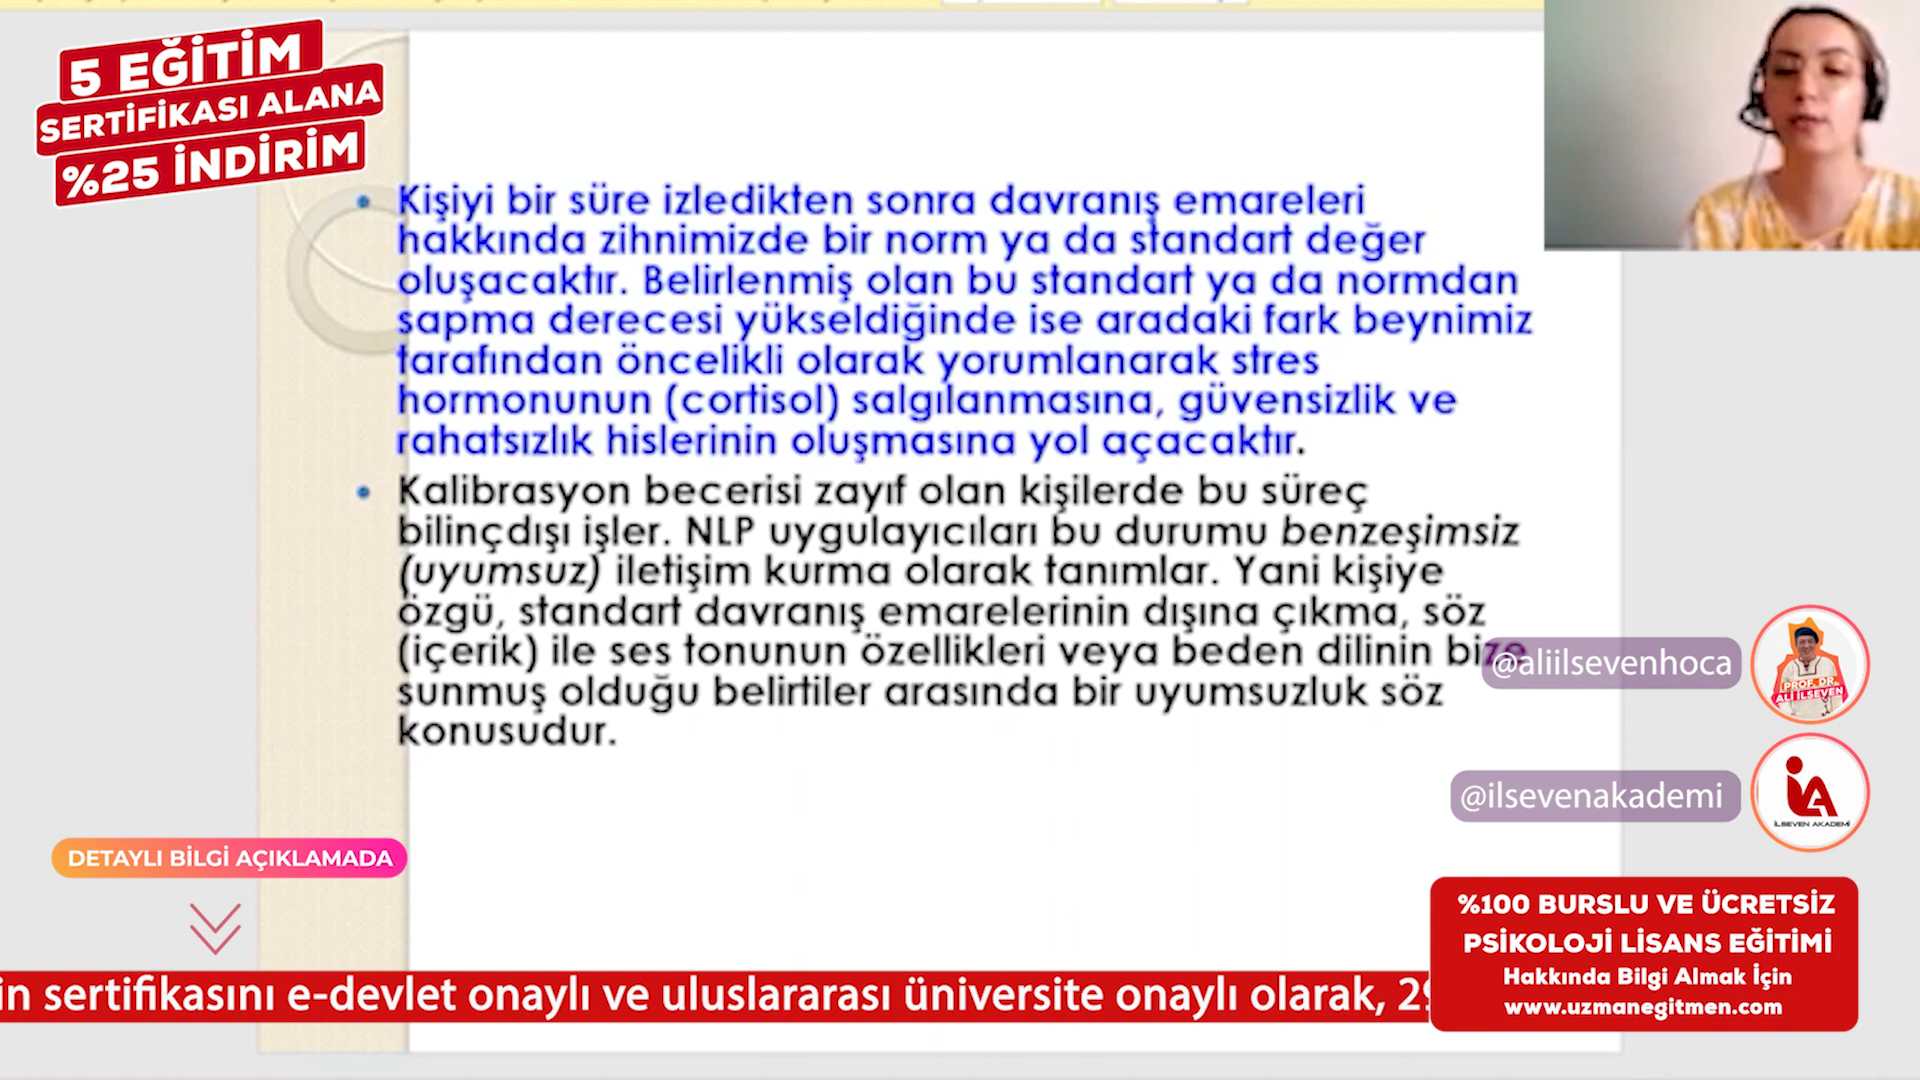 5 EĞİTİM
SERTİFİKASI ALANA
%25 İNDİRİM
• Kişiyi bir süre izledikten sonra davranış emareleri
hakkında zihnimizde bir norm ya da standart değer
oluşacaktır. Belirlenmiş olan bu standart ya da normdan
sapma derecesi yükseldiğinde ise aradaki fark beynimiz
tarafından öncelikli olarak yorumlanarak stres
hormonunun (cortisol) salgılanmasına, güvensizlik ve
rahatsızlık hislerinin oluşmasına yol açacaktır.
• Kalibrasyon becerisi zayıf olan kişilerde bu süreç
bilinçdışı işler. NLP uygulayıcıları bu durumu benzeşimsiz
(uyumsuz) iletişim kurma olarak tanımlar. Yani kişiye
özgü, standart davranış emarelerinin dışına çıkma, söz
(içerik) ile ses tonunun özellikleri veya beden dilinin bize
sunmuş olduğu belirtiler arasında bir uyumsuzluk söz
konusudur.
@aliilsevenhoca
PROF. DR.
ALİ İLSEVEN
@ilsevenakademi
İLSEVEN AKADEMİ
DETAYLI BİLGİ AÇIKLAMADA
%100 BURSLU VE ÜCRETSİZ
PSİKOLOJİ LİSANS EĞİTİMİ
Hakkında Bilgi Almak İçin
www.uzmanegitmen.com
in sertifikasını e-devlet onaylı ve uluslararası üniversite onaylı olarak,